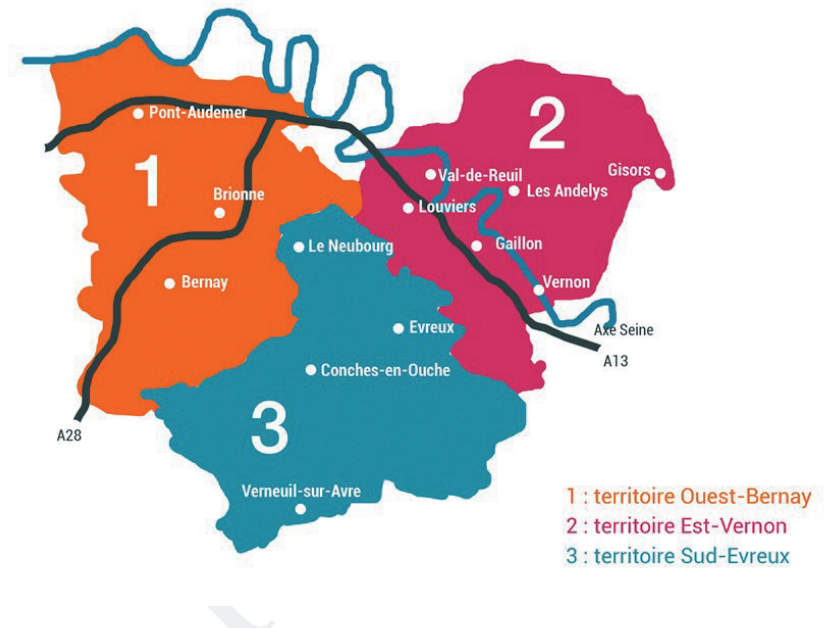 2
Pont-Audemer
1
Gisors
Val-de-Reuil
Les Andelys
Brionne
Louviers
Le Neubourg
Gaillon
Bernay
Vernon
Evreux
Axe Seine
A13
Conches-en-Ouche
3
A28
Verneuil-sur-Avre
1 : territoire Ouest-Bernay
2 : territoire Est-Vernon
3 : territoire Sud-Evreux